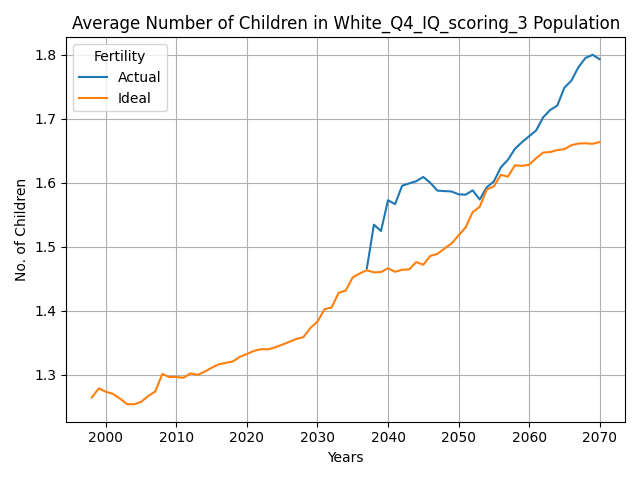 Average Number of Children in White_Q4_IQ_scoring_3 Population
Fertility
Actual
Ideal
No. of Children
1.8
1.7
1.6
1.5
1.4
1.3
2000 2010 2020 2030 2040 2050 2060 2070
Years